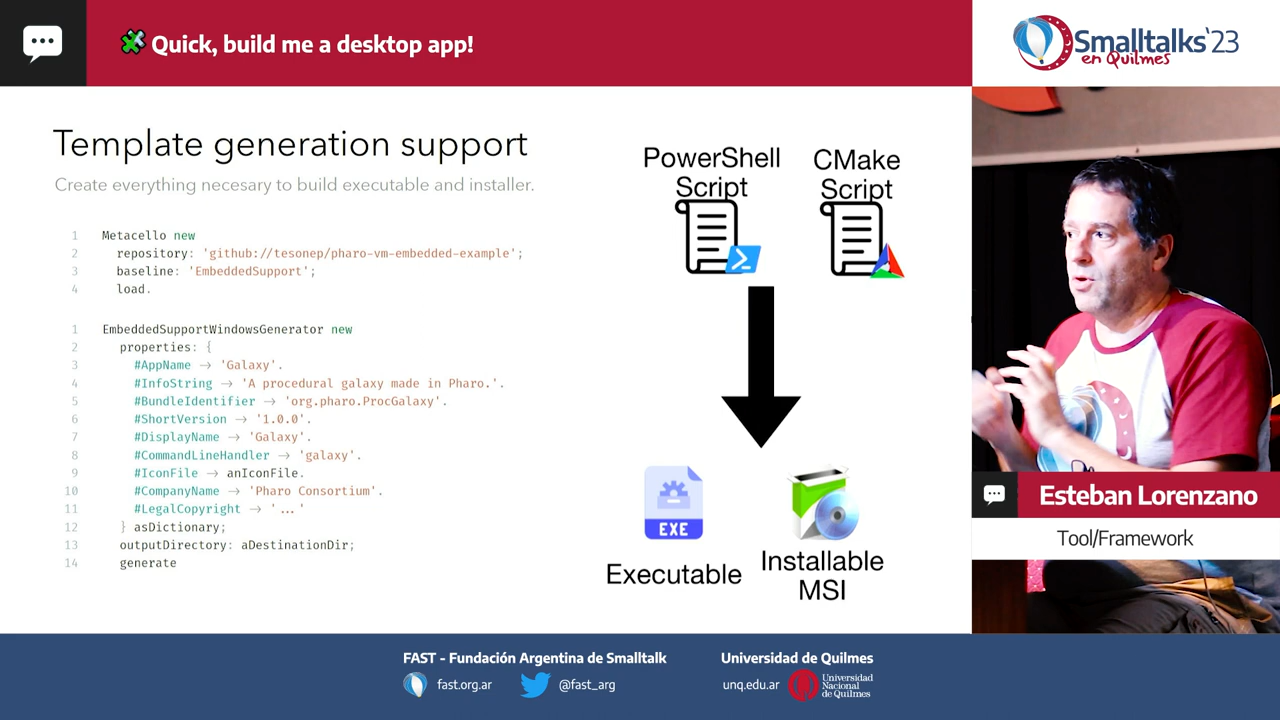 Quick, build me a desktop app!
Smalltalks'23
en Quilmes
Template generation support
Create everything necesary to build executable and installer.
1 Metacello new
2 repository: 'github://tesonep/pharo-vm-embedded-example';
3 baseline: 'EmbeddedSupport';
4 load.
1 EmbeddedSupportWindowsGenerator new
2 properties: {
3 #AppName → 'Galaxy'.
4 #InfoString → 'A procedural galaxy made in Pharo.'.
5 #BundleIdentifier → 'org.pharo.ProcGalaxy'.
6 #ShortVersion → '1.0.0'.
7 #DisplayName → 'Galaxy'.
8 #CommandLineHandler → 'galaxy'.
9 #IconFile → anIconFile.
10 #CompanyName → 'Pharo Consortium'.
11 #LegalCopyright → '...'
12 } asDictionary;
13 outputDirectory: aDestinationDir;
14 generate
PowerShell
Script
CMake
Script
EXE
Executable
Installable
MSI
Esteban Lorenzano
Tool/Framework
FAST - Fundación Argentina de Smalltalk
fast.org.ar
@fast_arg
Universidad de Quilmes
unq.edu.ar
Universidad
Nacional
de Quilmes